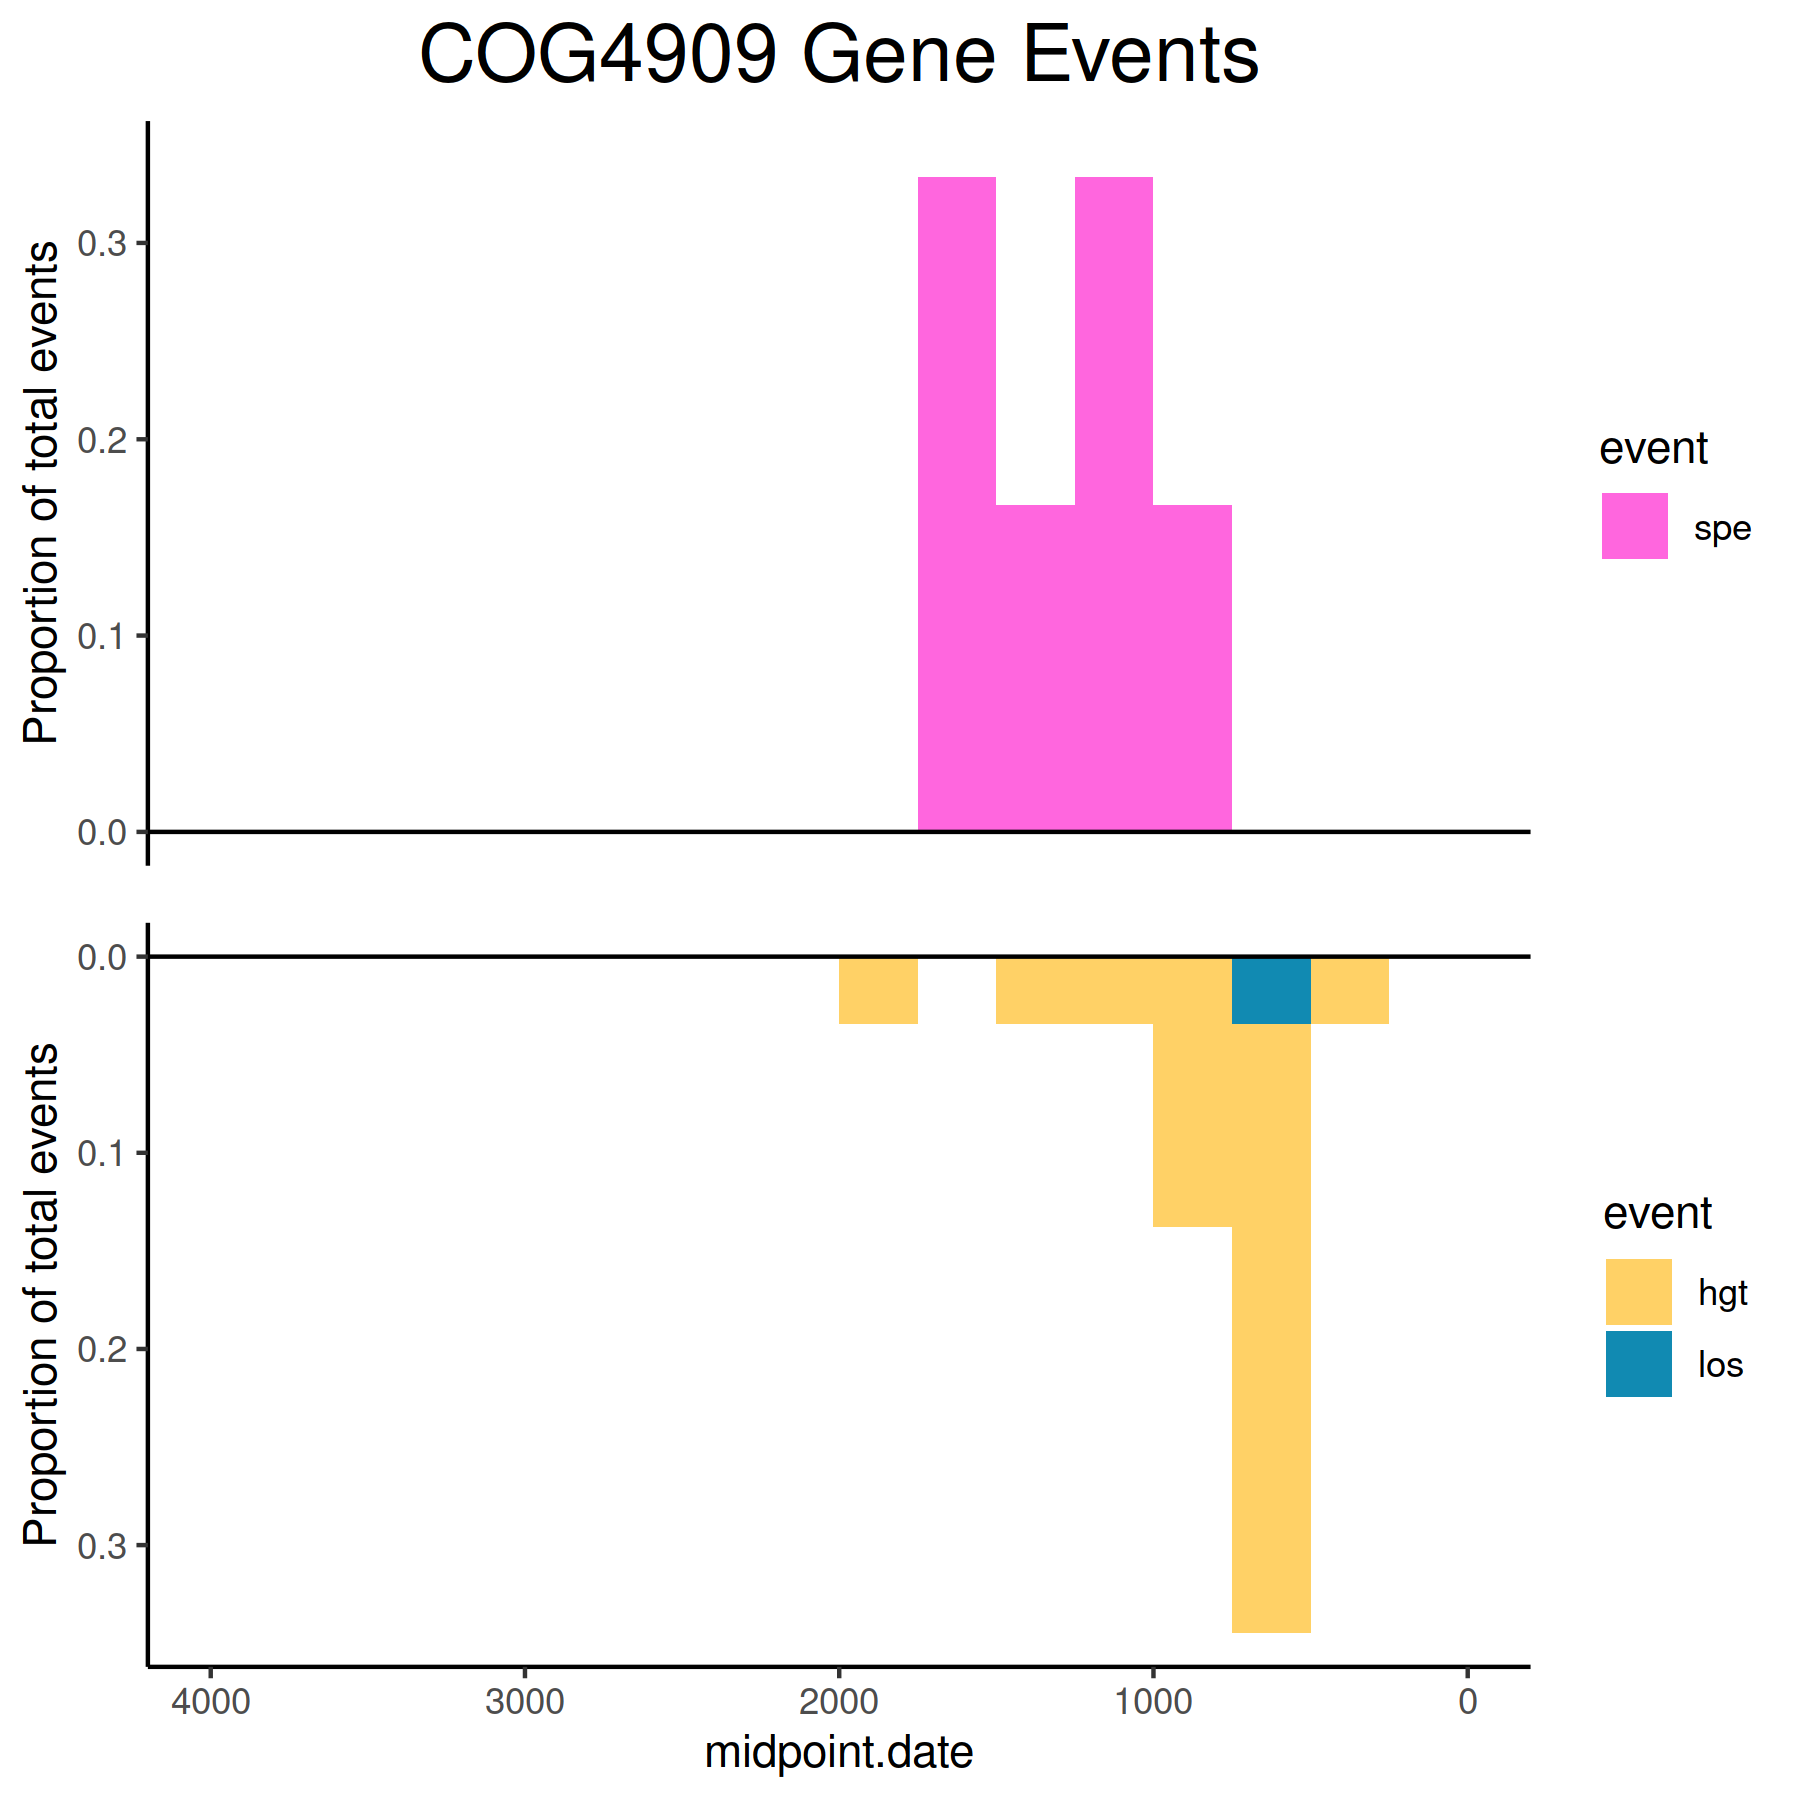 COG4909 Gene Events
Proportion of total events
0.3
0.2
0.1
0.0
event
spe
Proportion of total events
0.0
0.1
0.2
0.3
event
hgt
los
4000 3000 2000 1000 0
midpoint.date